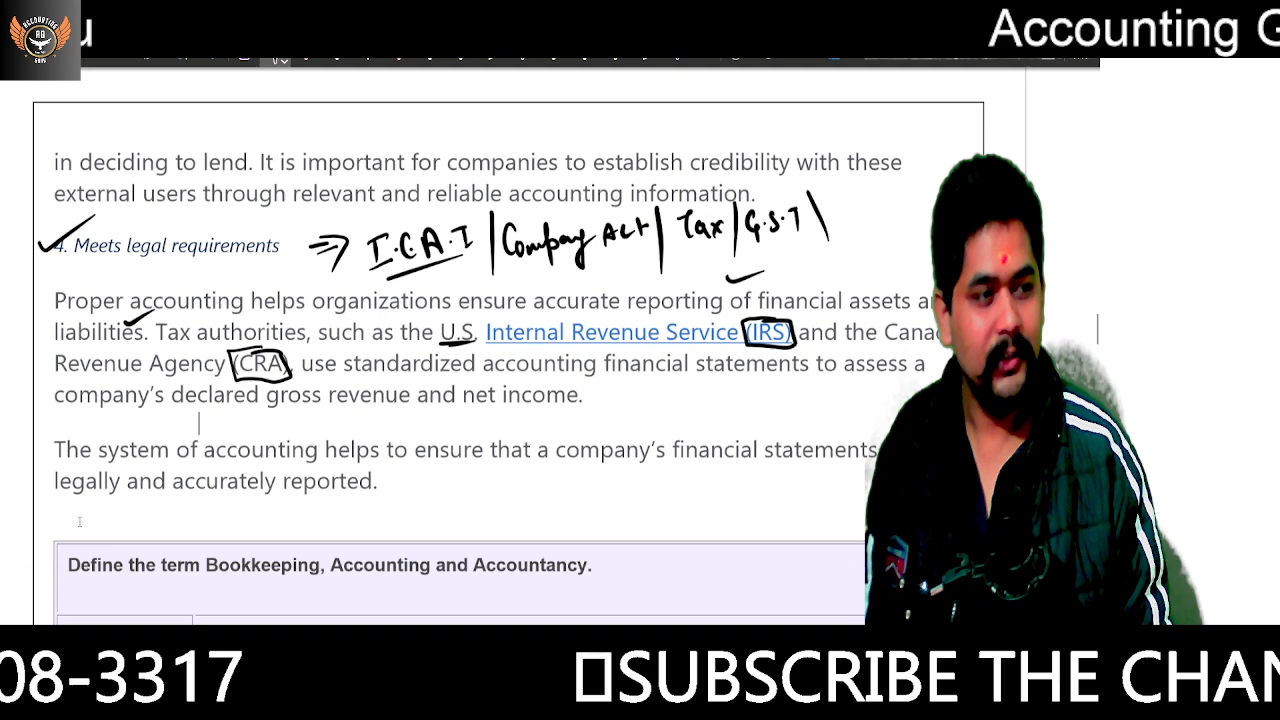 u
Accounting G
ACCOUNTING
AG
in deciding to lend. It is important for companies to establish credibility with these
external users through relevant and reliable accounting information.
4. Meets legal requirements ⇒ I.C.A.I | Company Act | Tax | G.S.T \
Proper accounting helps organizations ensure accurate reporting of financial assets a
liabilities. Tax authorities, such as the U.S. Internal Revenue Service (IRS) and the Canad
Revenue Agency (CRA), use standardized accounting financial statements to assess a
company's declared gross revenue and net income.
The system of accounting helps to ensure that a company's financial statements
legally and accurately reported.
Define the term Bookkeeping, Accounting and Accountancy.
08-3317
SUBSCRIBE THE CHAN